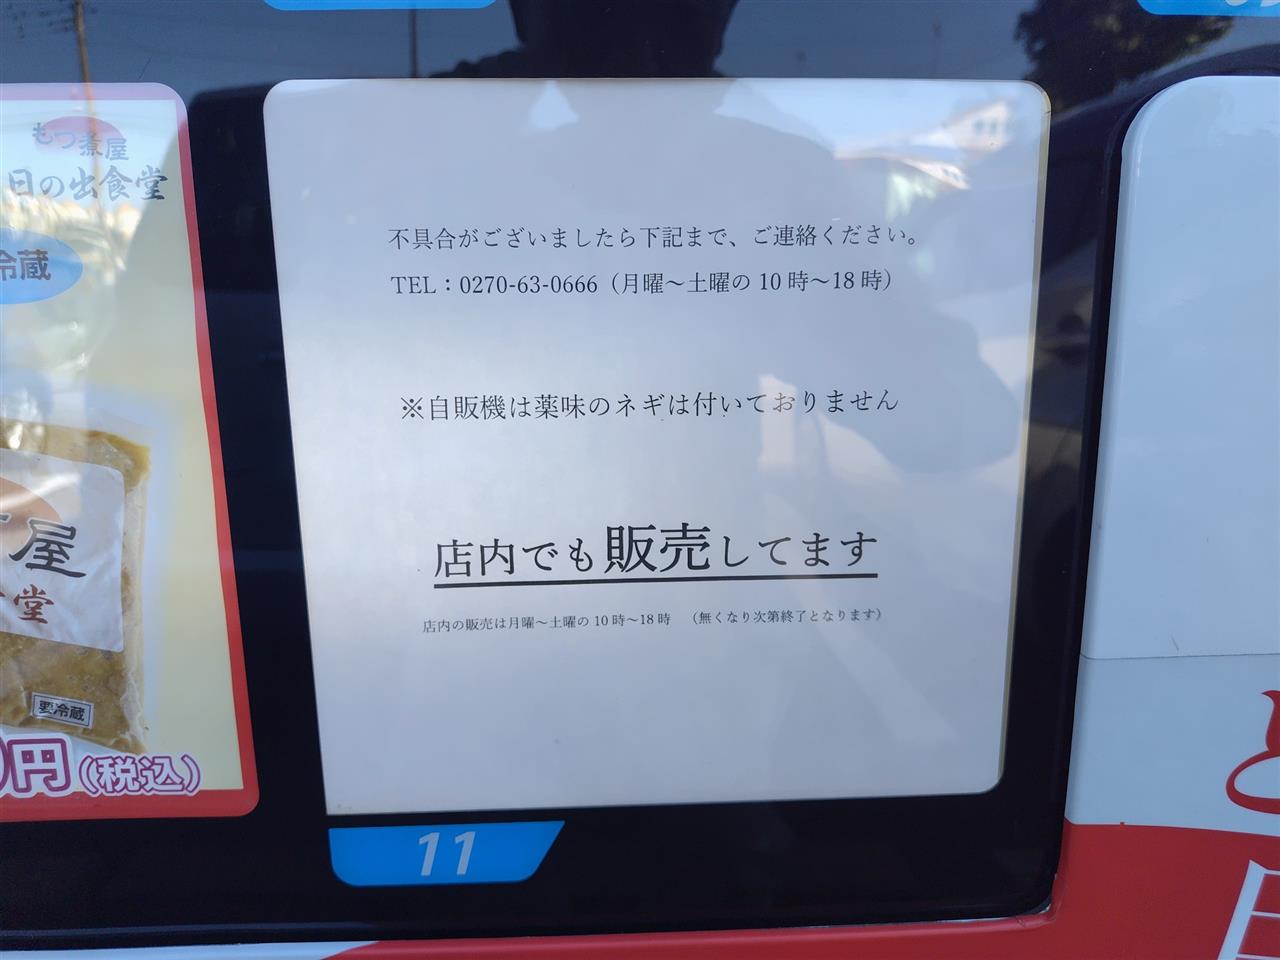 もつ煮屋
日の出食堂
冷蔵
屋
堂
要冷蔵
円(税込)
不具合がございましたら下記まで、ご連絡ください。
TEL：0270-63-0666（月曜～土曜の 10 時～18 時）
※自販機は薬味のネギは付いておりません
店内でも販売してます
店内の販売は月曜～土曜の 10 時～18 時　（無くなり次第終了となります）
11